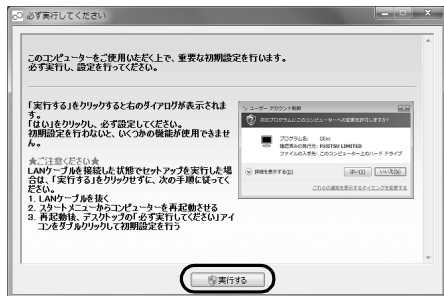 必ず実行してください
このコンピューターをご使用いただく上で、重要な初期設定を行います。
必ず実行し、設定を行ってください。
「実行する」をクリックすると右のダイアログが表示されます。
「はい」をクリックし、必ず設定してください。
初期設定を行わないと、いくつかの機能が使用できません。
★ご注意ください★
LANケーブルを接続した状態でセットアップを実行した場合は、「実行する」をクリックせずに、次の手順に従ってください。
1. LANケーブルを抜く
2. スタートメニューからコンピューターを再起動させる
3. 再起動後、デスクトップの「必ず実行してください」アイコンをダブルクリックして初期設定を行う
ユーザー アカウント制御
次のプログラムにこのコンピューターへの変更を許可しますか?
プログラム名:
確認済みの発行元: FUJITSU LIMITED
ファイルの入手先: このコンピューター上のハード ドライブ
詳細を表示する(D)
はい(Y)
いいえ(N)
これらの通知を表示するタイミングを変更する
実行する